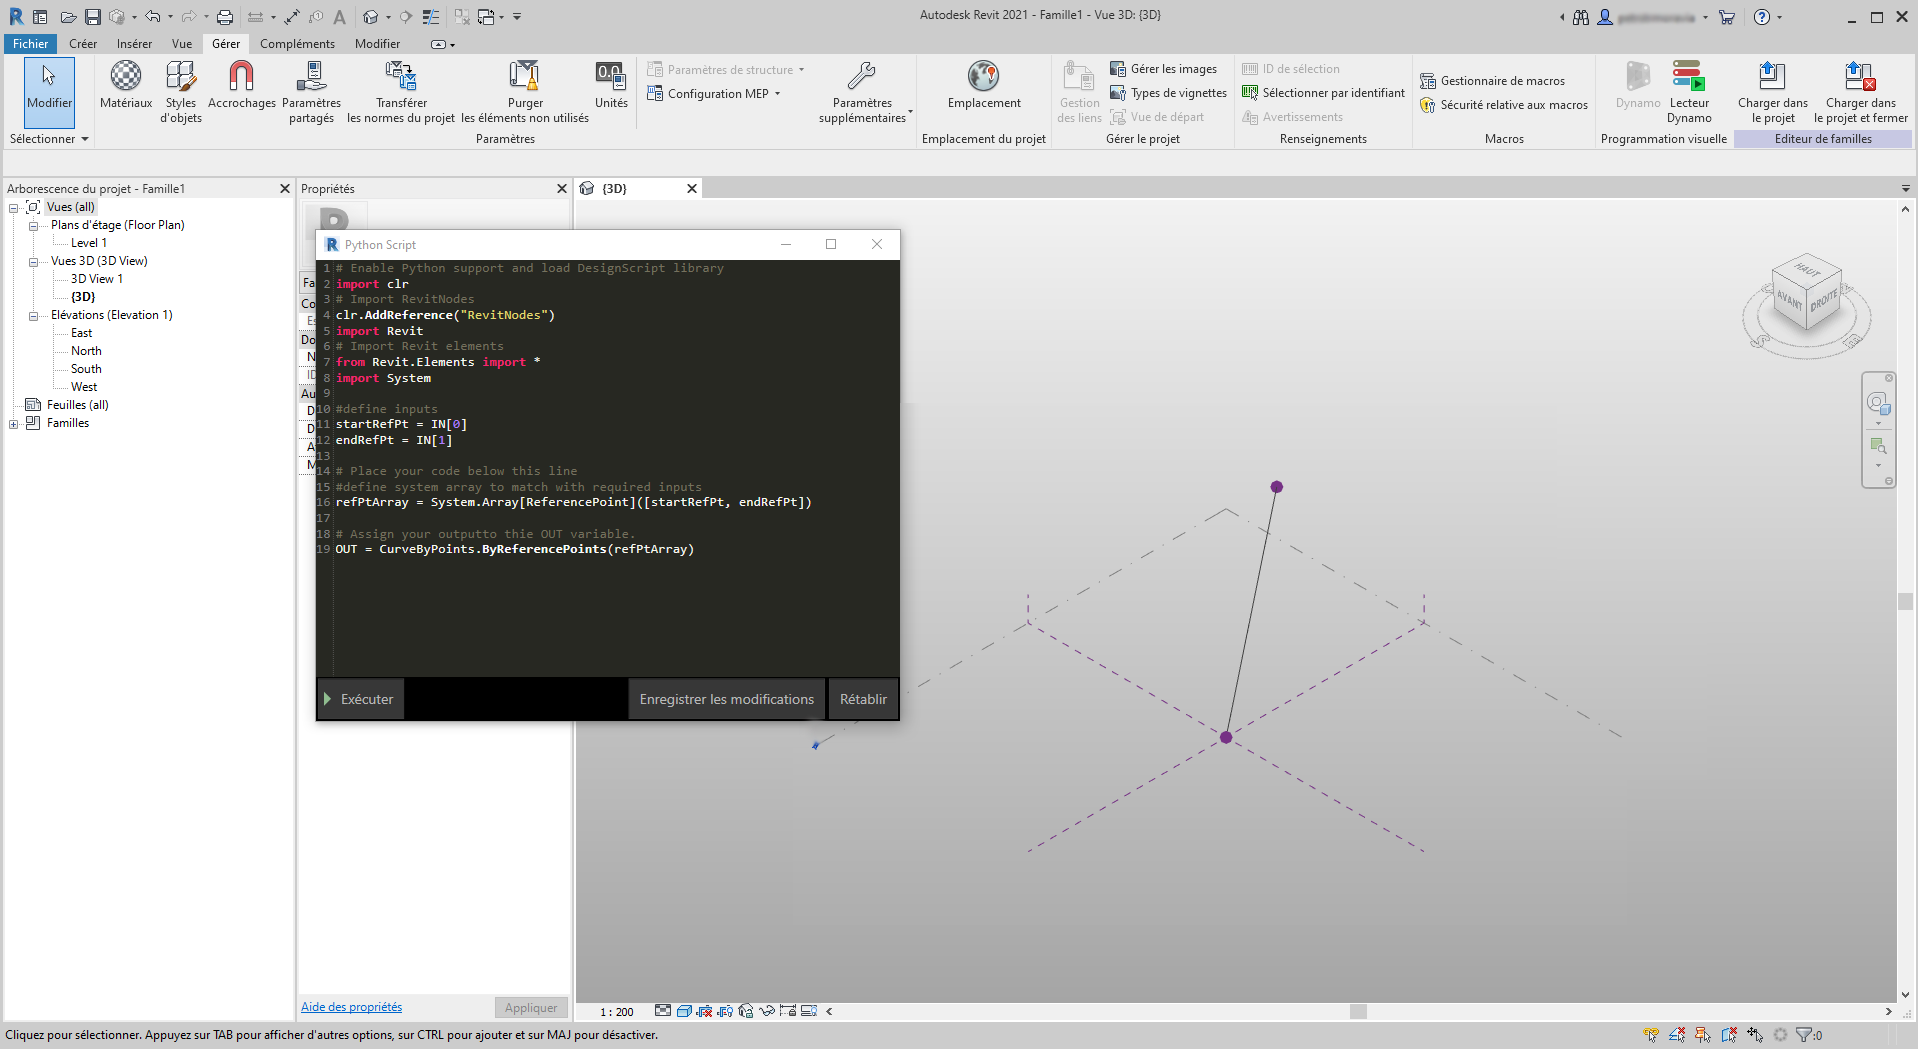 Autodesk Revit 2021 - Famille1 - Vue 3D: {3D}
Fichier Créer Insérer Vue Gérer Compléments Modifier
Modifier
Sélectionner
Matériaux
Styles d'objets
Accrochages
Paramètres partagés
Transférer les normes du projet
Purger les éléments non utilisés
0.0
Unités
Paramètres de structure
Configuration MEP
Paramètres supplémentaires
Paramètres
Emplacement
Emplacement du projet
Gestion des liens
Gérer les images
Types de vignettes
Vue de départ
Gérer le projet
ID de sélection
Sélectionner par identifiant
Avertissements
Renseignements
Gestionnaire de macros
Sécurité relative aux macros
Macros
Dynamo
Lecteur Dynamo
Programmation visuelle
Charger dans le projet
Charger dans le projet et fermer
Editeur de familles
Arborescence du projet - Famille1
Vues (all)
Plans d'étage (Floor Plan)
Level 1
Vues 3D (3D View)
3D View 1
{3D}
Elévations (Elevation 1)
East
North
South
West
Feuilles (all)
Familles
Propriétés
Fa
Co
Es
Do
N
ID
Au
D
D
A
M
Aide des propriétés
Appliquer
{3D}
Python Script
1 # Enable Python support and load DesignScript library
2 import clr
3 # Import RevitNodes
4 clr.AddReference("RevitNodes")
5 import Revit
6 # Import Revit elements
7 from Revit.Elements import *
8 import System
9
10 #define inputs
11 startRefPt = IN[0]
12 endRefPt = IN[1]
13
14 # Place your code below this line
15 #define system array to match with required inputs
16 refPtArray = System.Array[ReferencePoint]([startRefPt, endRefPt])
17
18 # Assign your outputto thie OUT variable.
19 OUT = CurveByPoints.ByReferencePoints(refPtArray)
Exécuter
Enregistrer les modifications
Rétablir
HAUT
AVANT
DROITE
S
E
1 : 200
Cliquez pour sélectionner. Appuyez sur TAB pour afficher d'autres options, sur CTRL pour ajouter et sur MAJ pour désactiver.
:0